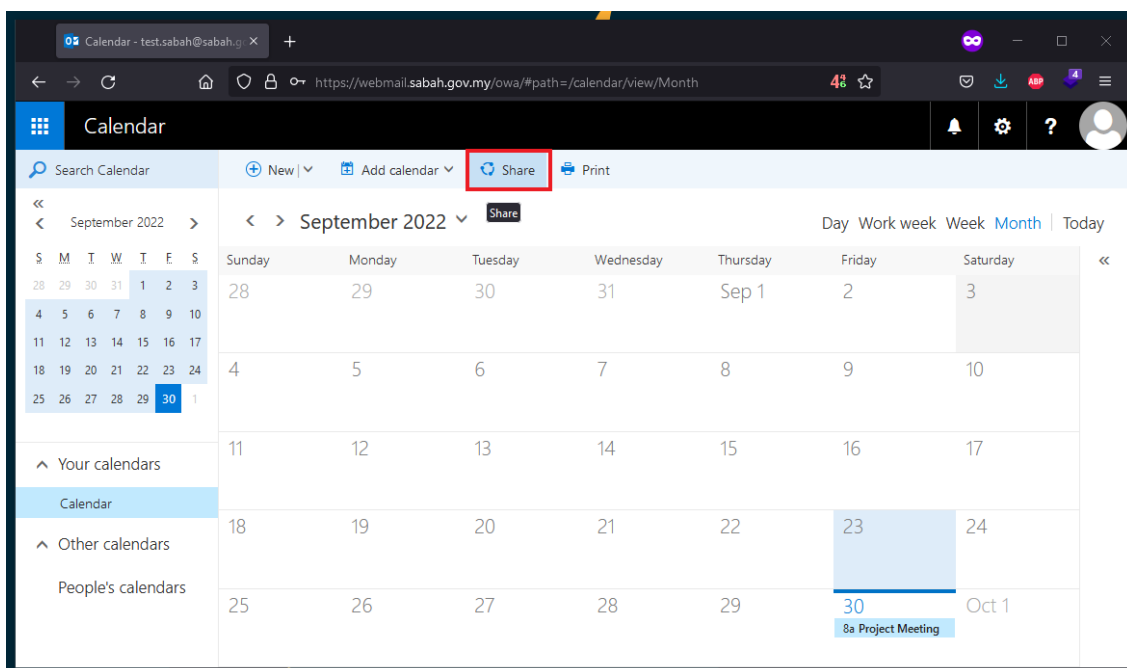 Calendar - test.sabah@sabah.g
https://webmail.sabah.gov.my/owa/#path=/calendar/view/Month
4
Calendar
?
Search Calendar
New
Add calendar
Share
Print
September 2022
September 2022
Share
Day Work week Week Month Today
S M T W T F S
28 29 30 31 1 2 3
4 5 6 7 8 9 10
11 12 13 14 15 16 17
18 19 20 21 22 23 24
25 26 27 28 29 30 1
Your calendars
Calendar
Other calendars
People's calendars
Sunday Monday Tuesday Wednesday Thursday Friday Saturday
28 29 30 31 Sep 1 2 3
4 5 6 7 8 9 10
11 12 13 14 15 16 17
18 19 20 21 22 23 24
25 26 27 28 29 30 Oct 1
8a Project Meeting